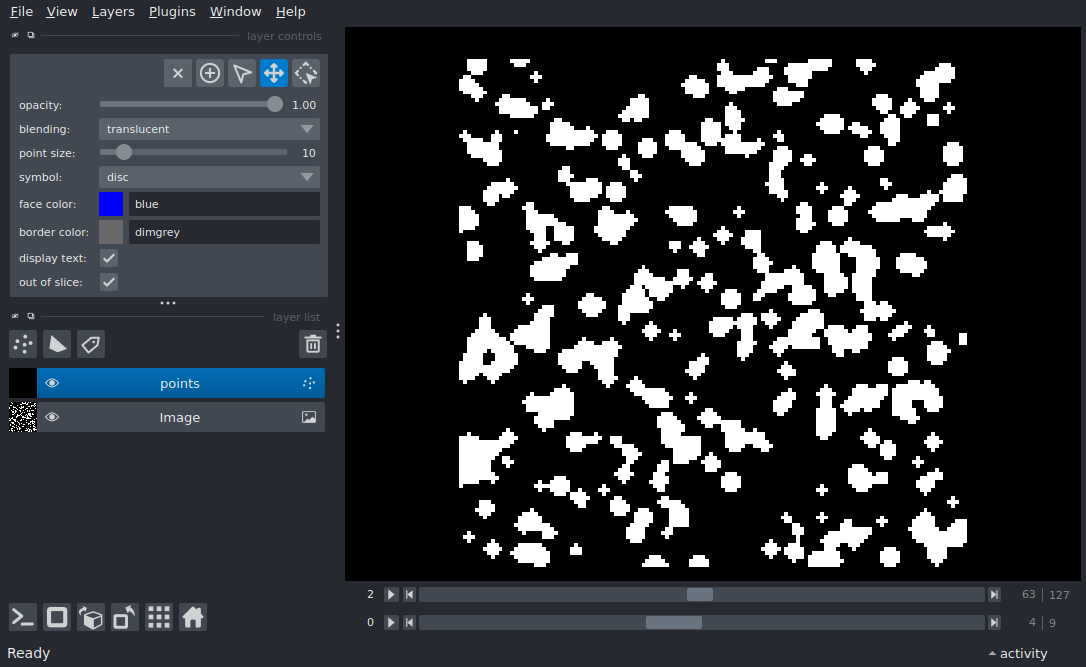 File View Layers Plugins Window Help
layer controls
opacity: 1.00
blending: translucent
point size: 10
symbol: disc
face color: blue
border color: dimgrey
display text:
out of slice:
layer list
points
Image
2 63 127
0 4 9
Ready activity